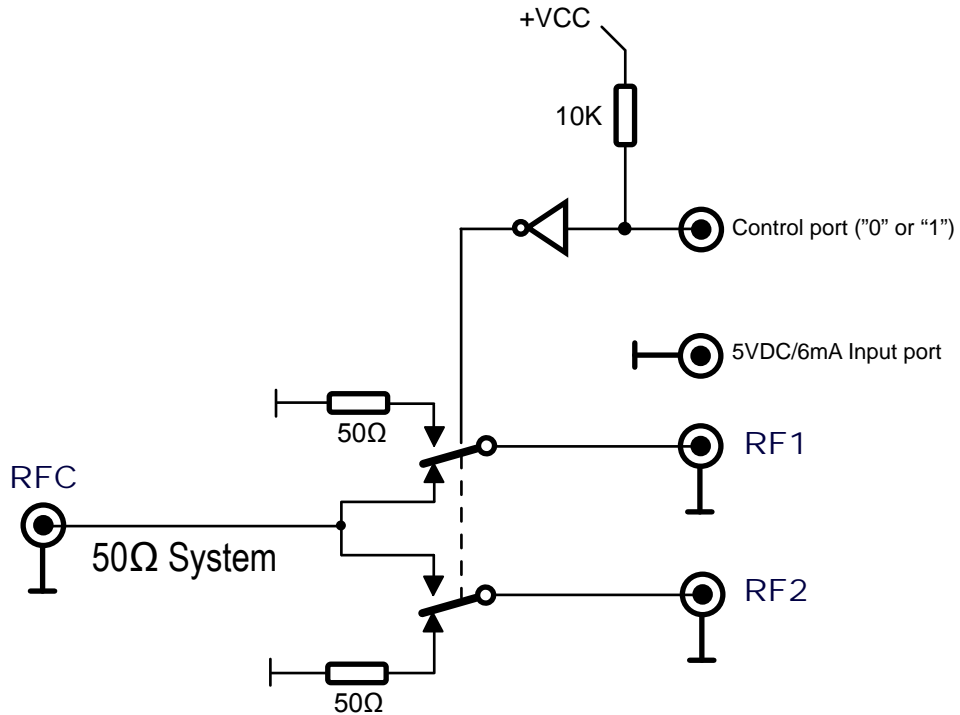 +VCC
10K
Control port ("0" or “1”)
5VDC/6mA Input port
50Ω
RF1
RFC
50Ω System
RF2
50Ω